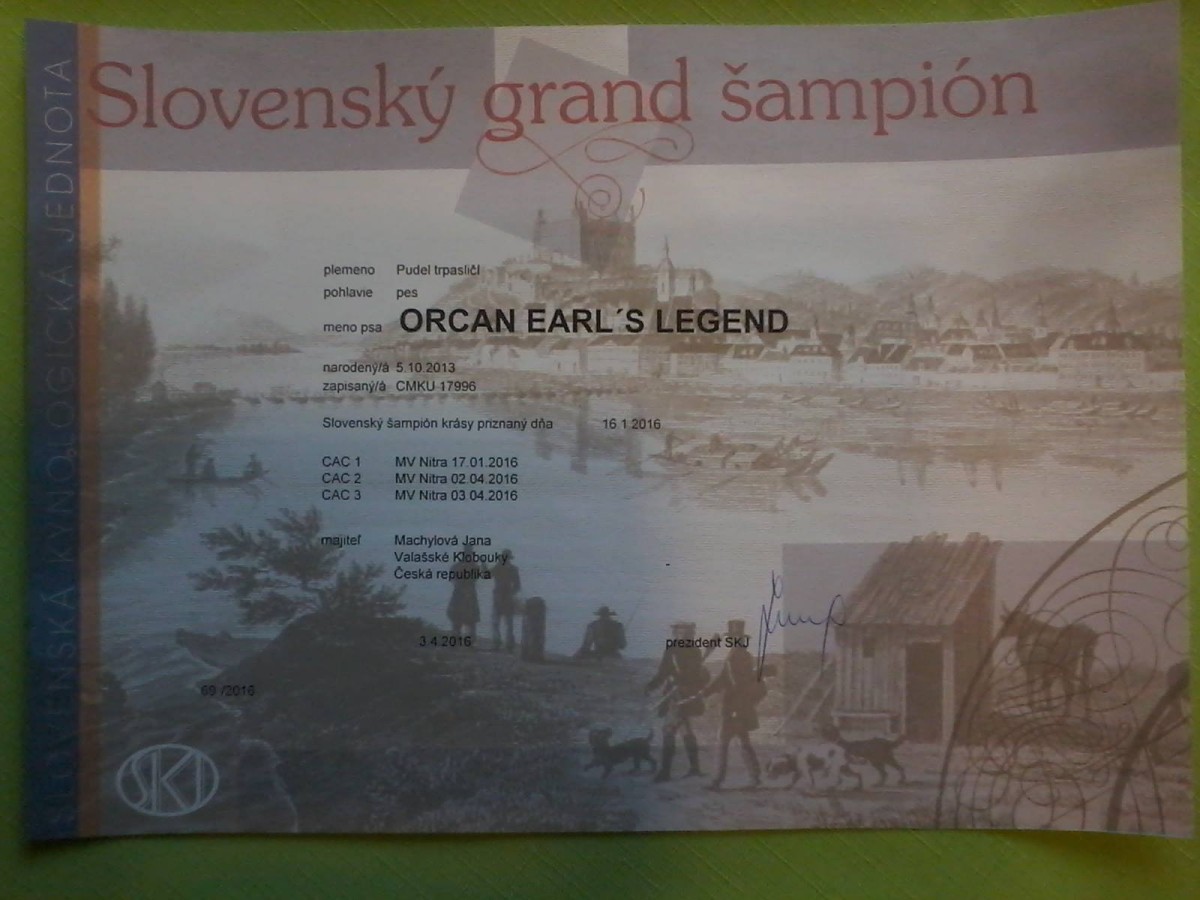 Slovenský grand šampión
SLOVENSKÁ KYNOLOGICKÁ JEDNOTA
plemeno Pudel trpasličí
pohlavie pes
meno psa ORCAN EARL´S LEGEND
narodený/á 5.10.2013
zapisaný/á CMKU 17996
Slovenský šampión krásy priznaný dňa 16 1 2016
CAC 1 MV Nitra 17.01.2016
CAC 2 MV Nitra 02.04.2016
CAC 3 MV Nitra 03 04.2016
majiteľ Machylová Jana
Valašské Klobouky
Česká republika
3.4.2016 prezident SKJ
69 /2016
SKJ